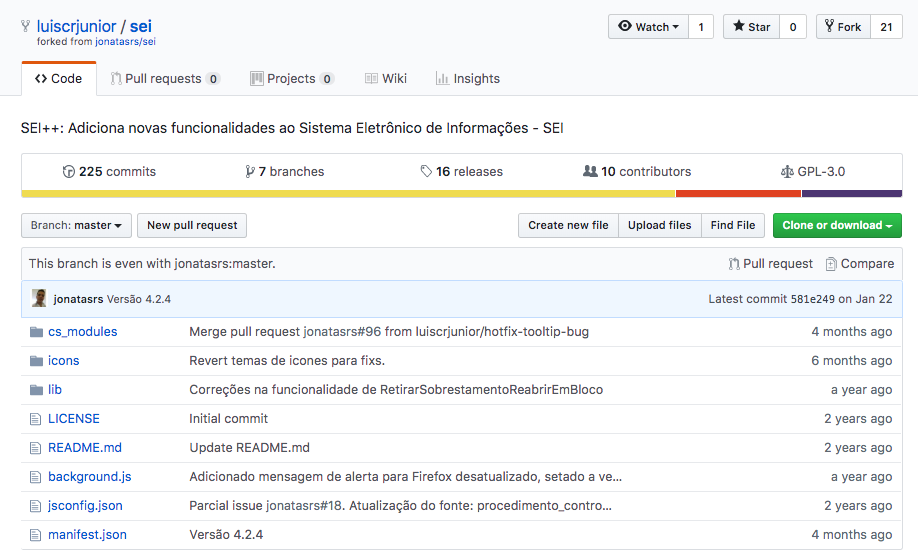 luiscrjunior / sei
forked from jonatasrs/sei
Watch 1 Star 0 Fork 21
Code Pull requests 0 Projects 0 Wiki Insights
SEI++: Adiciona novas funcionalidades ao Sistema Eletrônico de Informações - SEI
225 commits 7 branches 16 releases 10 contributors GPL-3.0
Branch: master New pull request Create new file Upload files Find File Clone or download
This branch is even with jonatasrs:master. Pull request Compare
jonatasrs Versão 4.2.4 Latest commit 581e249 on Jan 22
cs_modules Merge pull request jonatasrs#96 from luiscrjunior/hotfix-tooltip-bug 4 months ago
icons Revert temas de icones para fixs. 6 months ago
lib Correções na funcionalidade de RetirarSobrestamentoReabrirEmBloco a year ago
LICENSE Initial commit 2 years ago
README.md Update README.md 2 years ago
background.js Adicionado mensagem de alerta para Firefox desatualizado, setado a ve... a year ago
jsconfig.json Parcial issue jonatasrs#18. Atualização do fonte: procedimento_contro... 2 years ago
manifest.json Versão 4.2.4 4 months ago